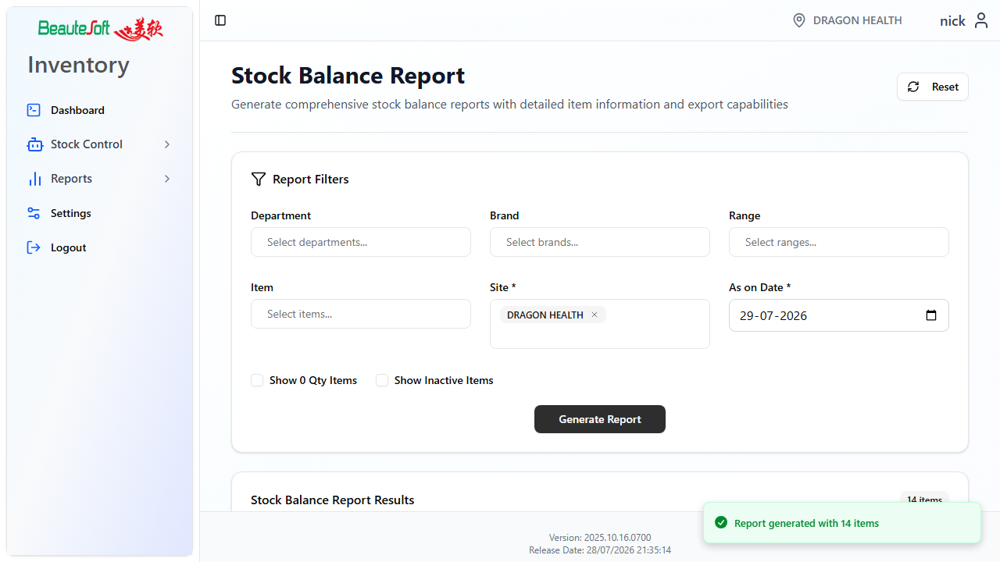 BeauteSoft 美软
Inventory
Dashboard
Stock Control
Reports
Settings
Logout
DRAGON HEALTH
nick
Stock Balance Report
Generate comprehensive stock balance reports with detailed item information and export capabilities
Reset
Report Filters
Department
Brand
Range
Select departments...
Select brands...
Select ranges...
Item
Site *
As on Date *
Select items...
DRAGON HEALTH
29-07-2026
Show 0 Qty Items
Show Inactive Items
Generate Report
Stock Balance Report Results
14 items
Report generated with 14 items
Version: 2025.10.16.0700
Release Date: 28/07/2026 21:35:14